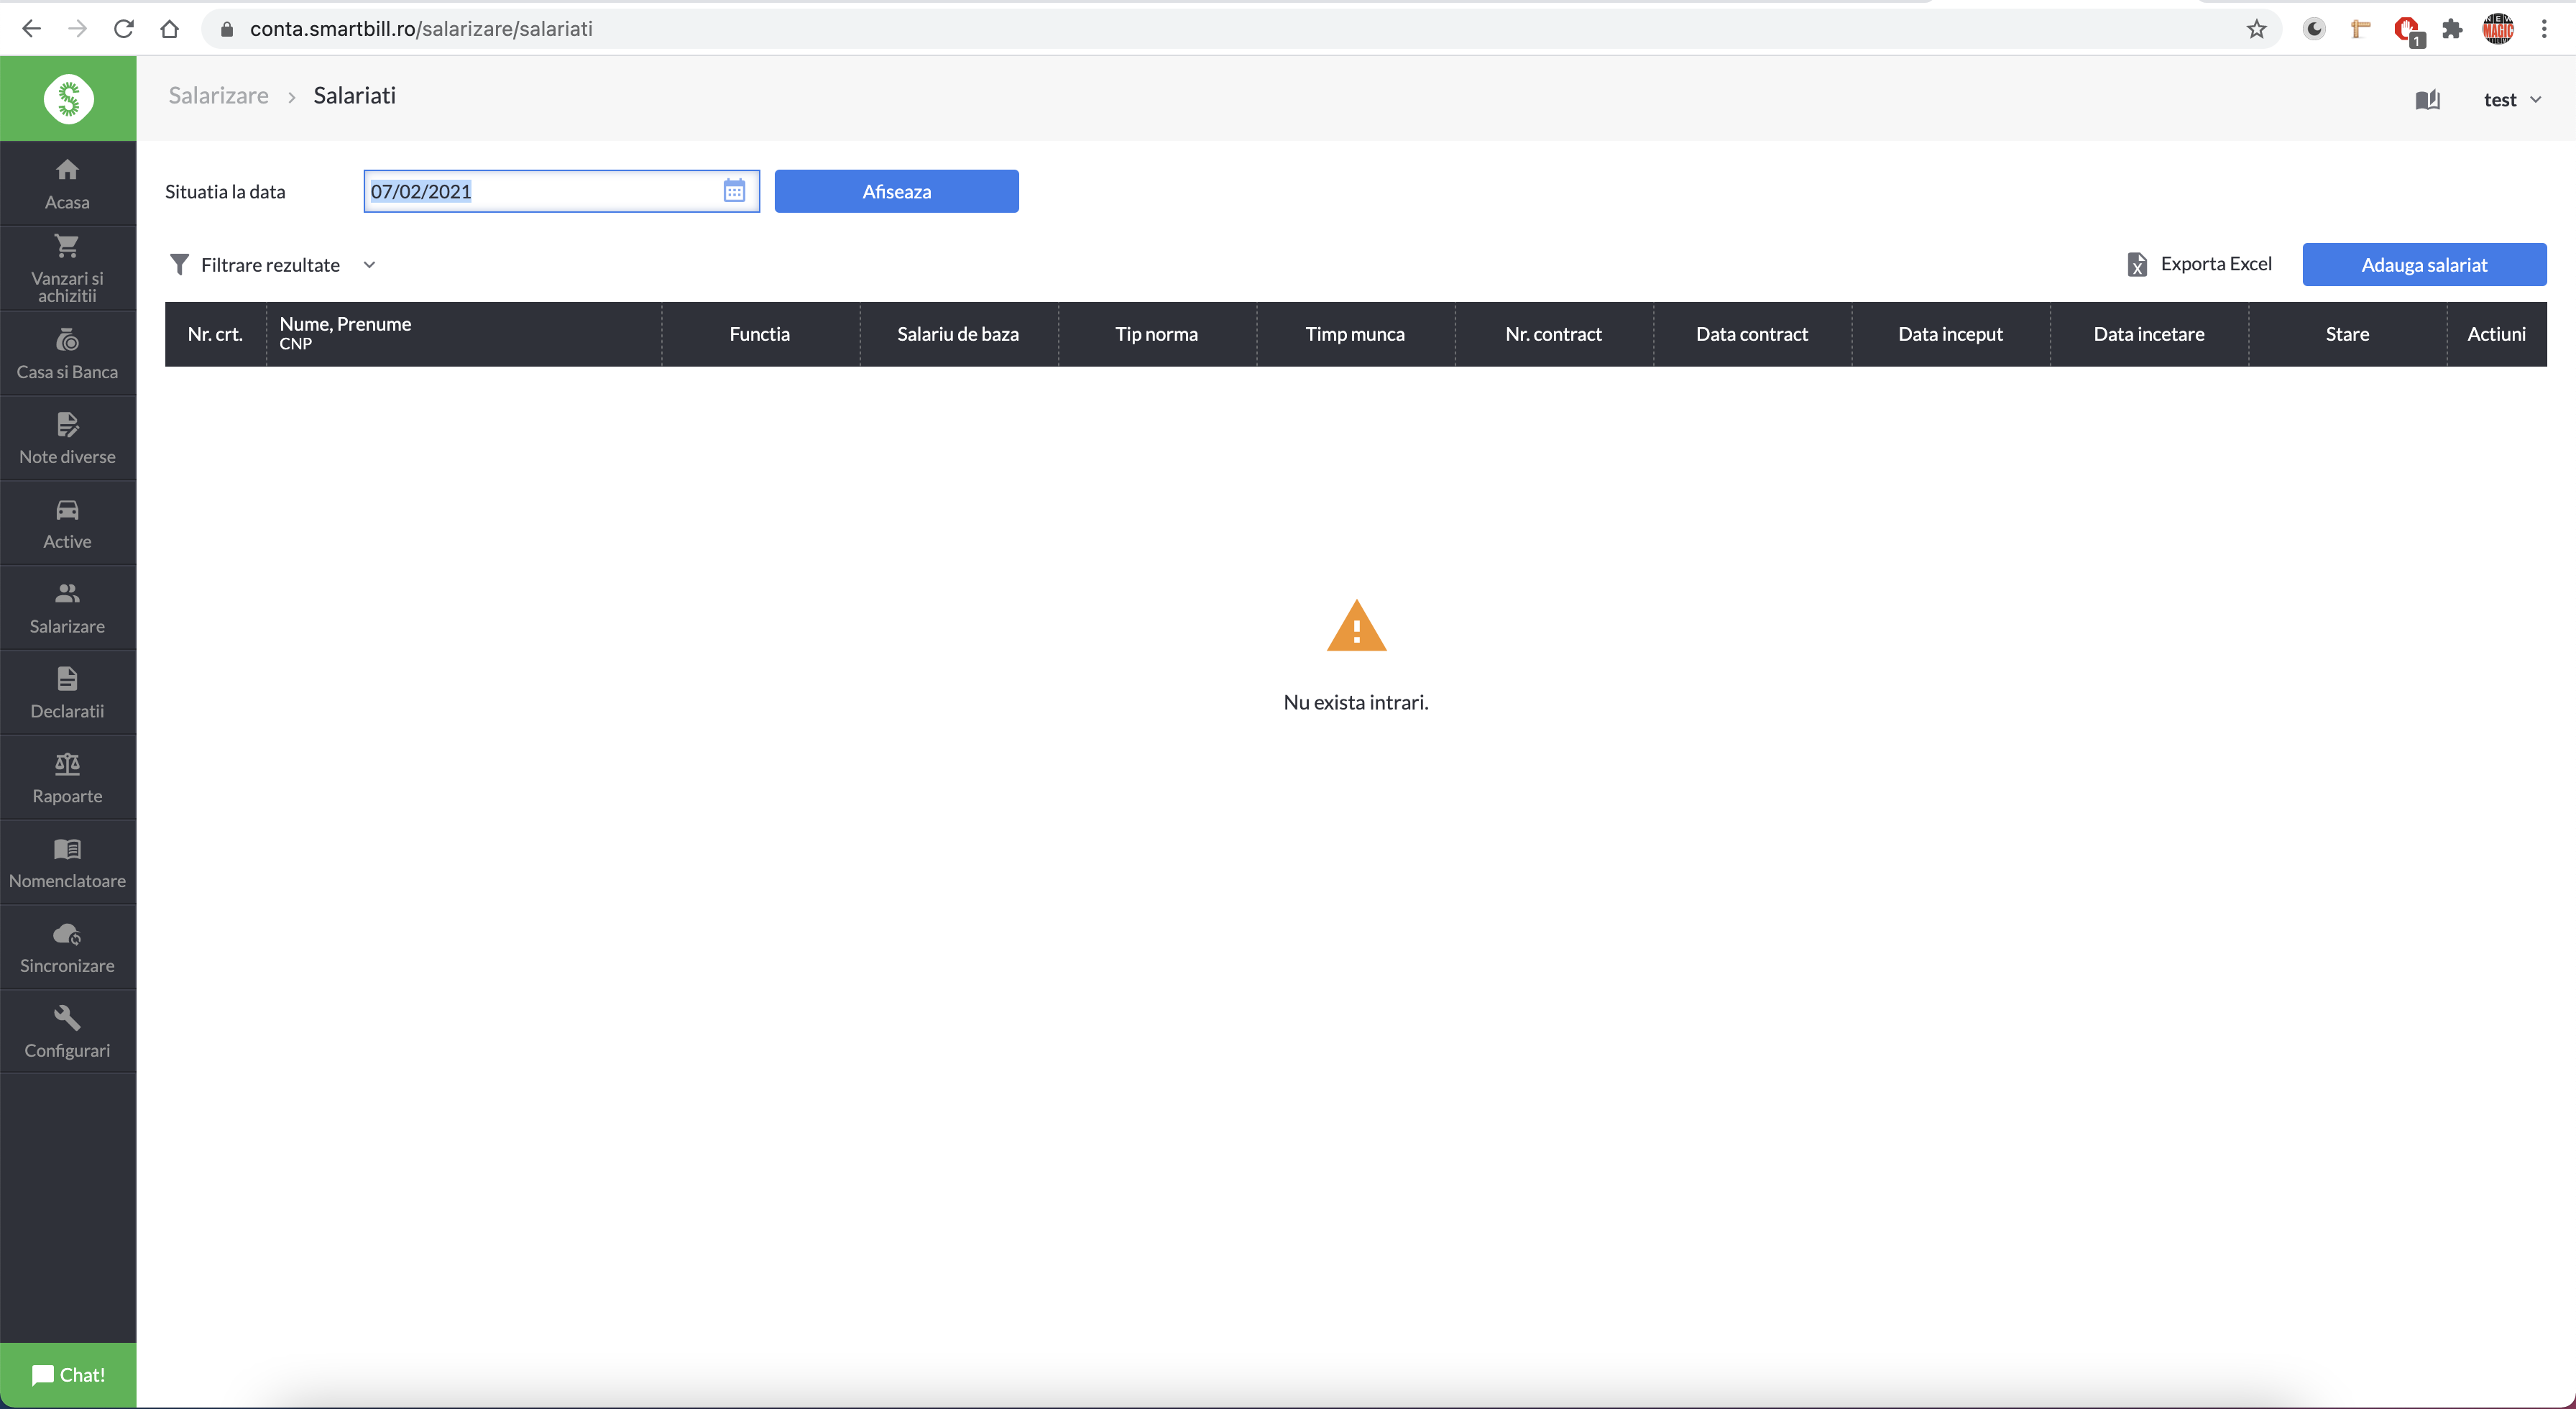 conta.smartbill.ro/salarizare/salariati
1
NEW
MAGIC
S
Salarizare > Salariati
test
Situatia la data
07/02/2021
Afiseaza
Filtrare rezultate
Exporta Excel
Adauga salariat
Nr. crt.
Nume, Prenume
CNP
Functia
Salariu de baza
Tip norma
Timp munca
Nr. contract
Data contract
Data inceput
Data incetare
Stare
Actiuni
Nu exista intrari.
Acasa
Vanzari si
achizitii
Casa si Banca
Note diverse
Active
Salarizare
Declaratii
Rapoarte
Nomenclatoare
Sincronizare
Configurari
Chat!